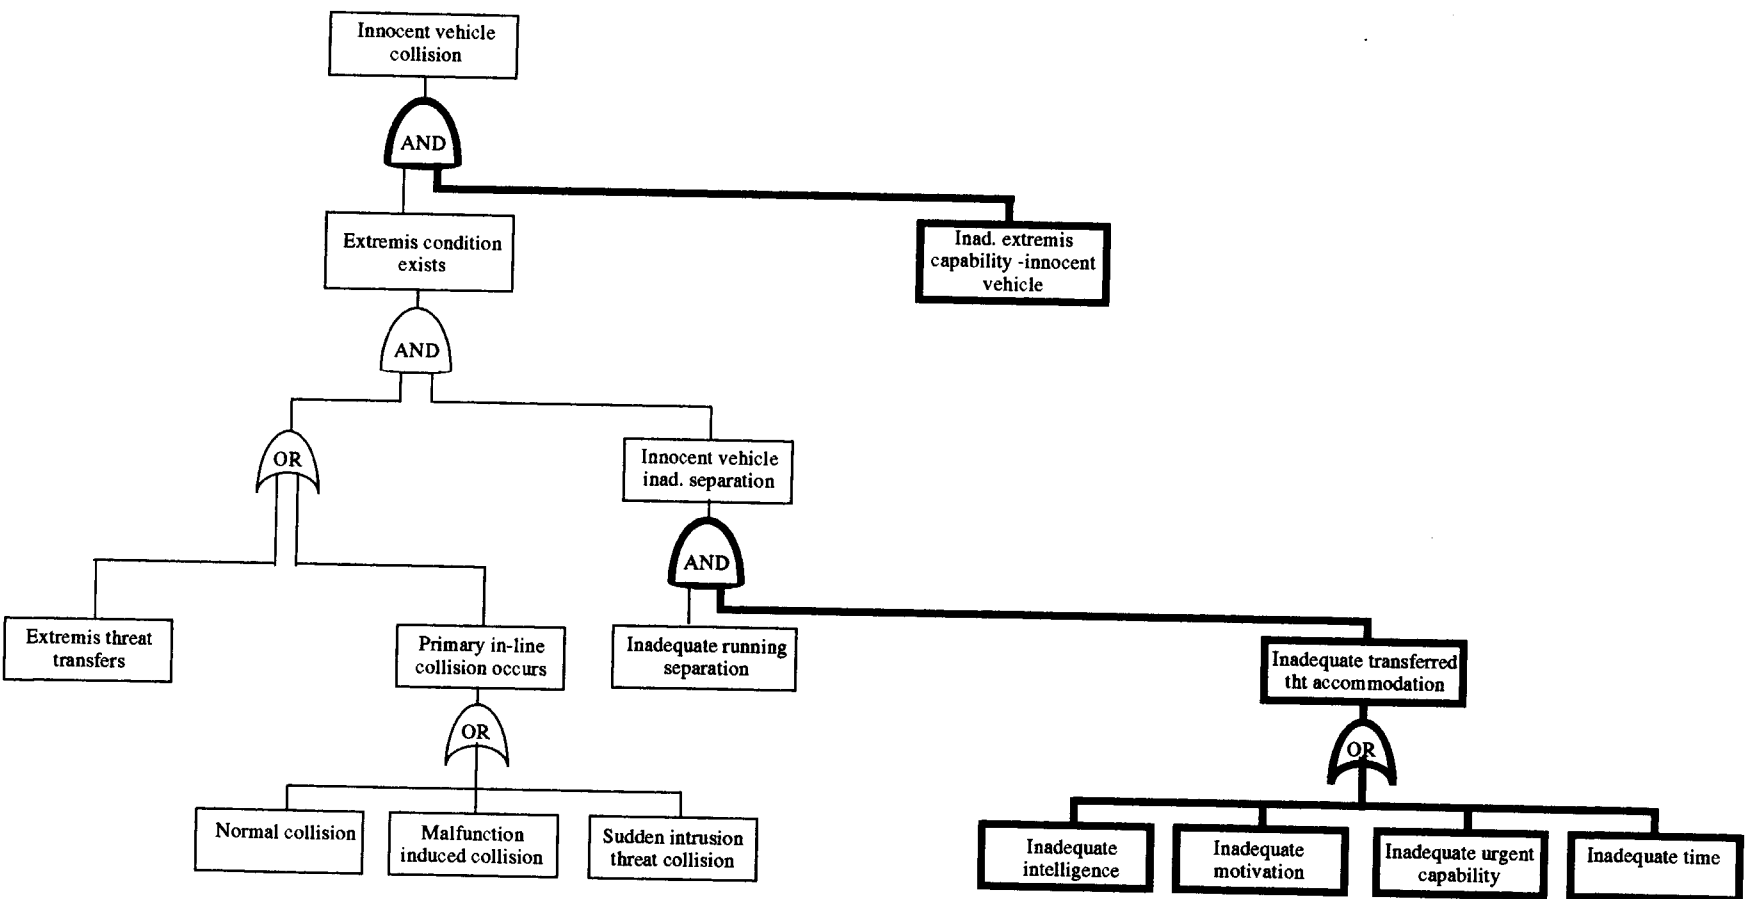 Innocent vehicle
collision
AND
Inad. extremis
capability -innocent
vehicle
Extremis condition
exists
AND
OR
Innocent vehicle
inad. separation
AND
Extremis threat
transfers
Primary in-line
collision occurs
Inadequate running
separation
Inadequate transferred
tht accommodation
OR
OR
Normal collision
Malfunction
induced collision
Sudden intrusion
threat collision
Inadequate
intelligence
Inadequate
motivation
Inadequate urgent
capability
Inadequate time